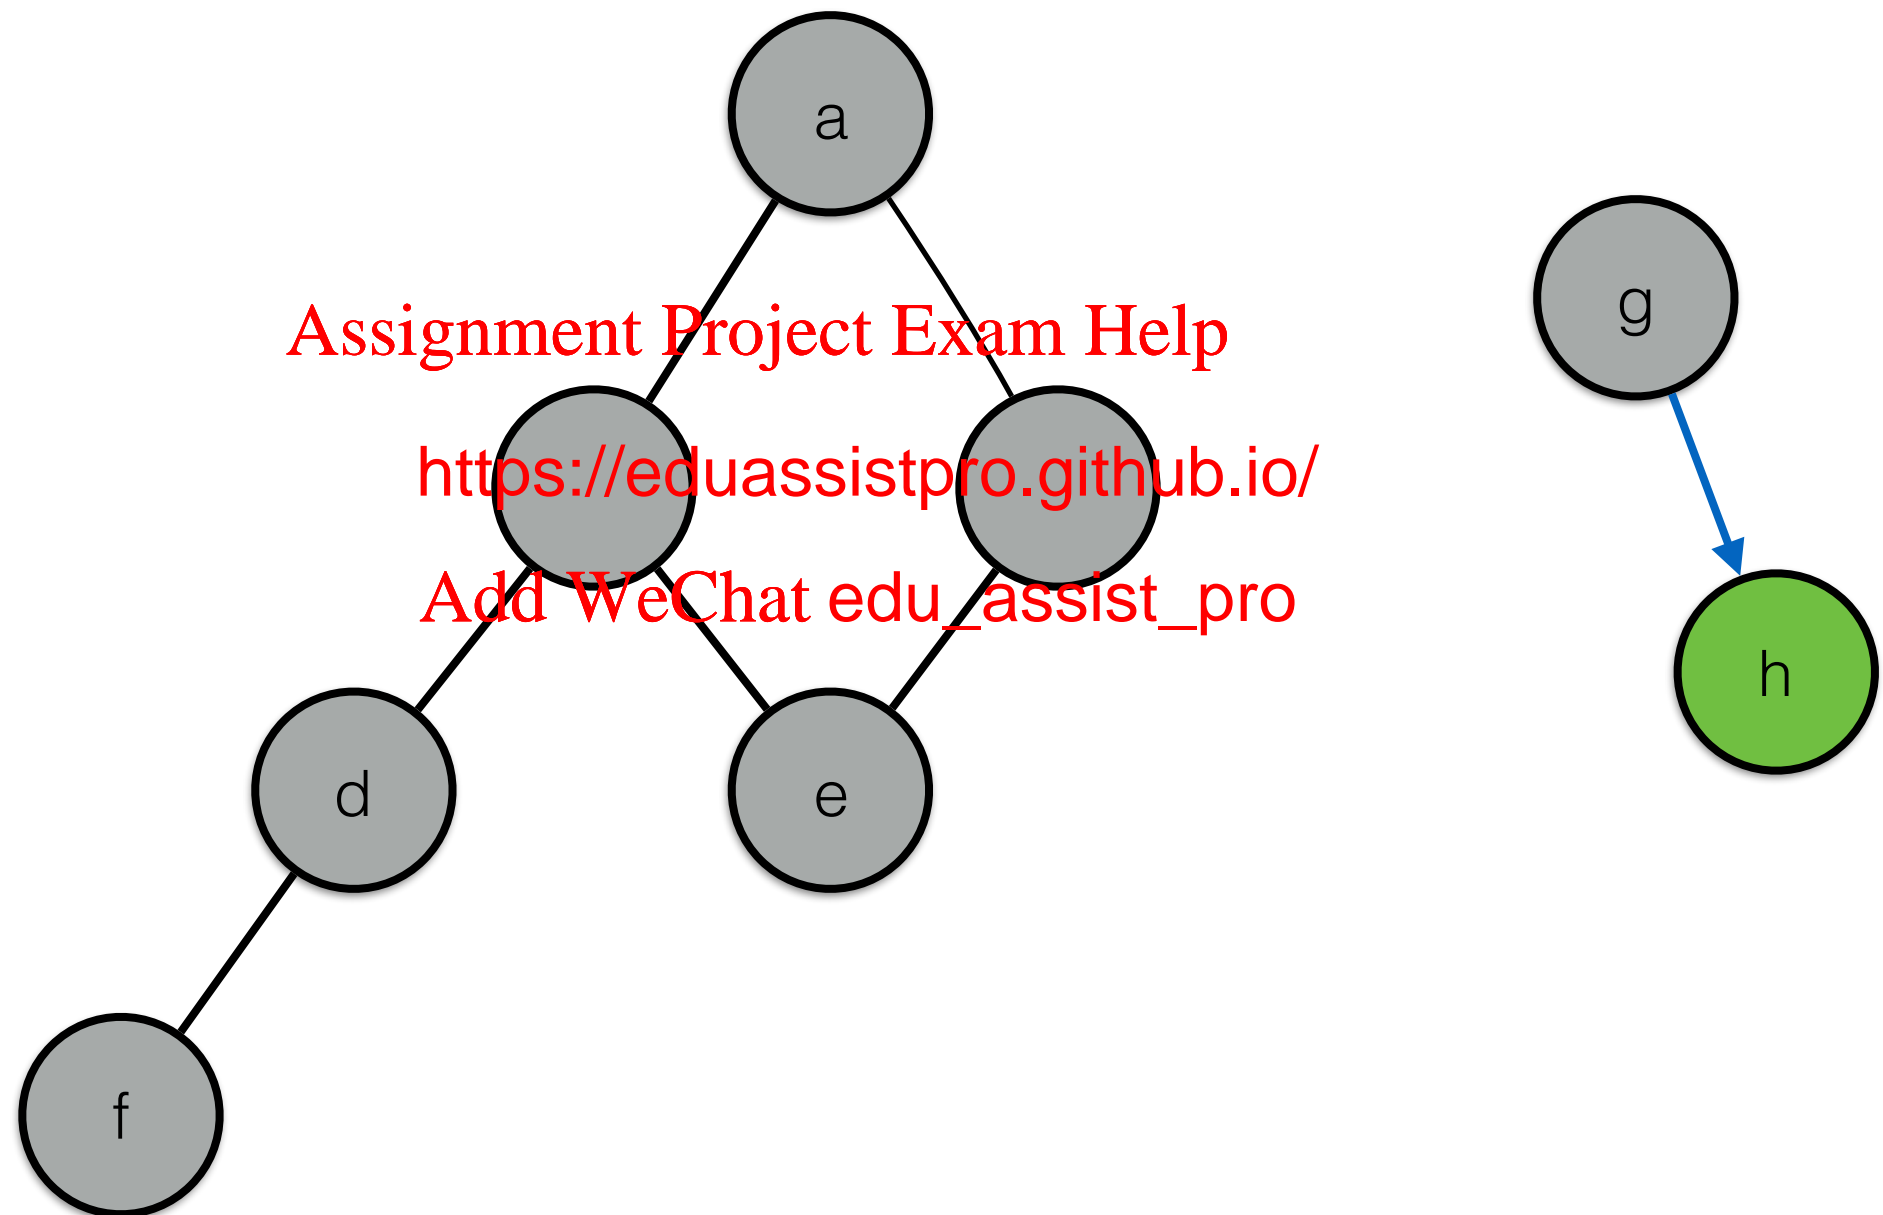 a
g
Assignment Project Exam Help
https://eduassistpro.github.io/
Add WeChat edu_assist_pro
h
d
e
f